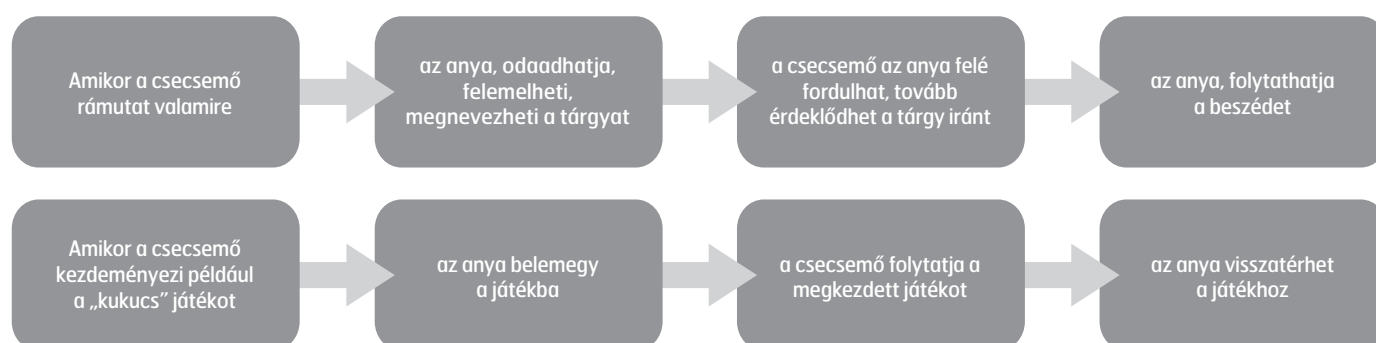 Amikor a csecsemő
rámutat valamire
az anya, odaadhatja,
felemelheti,
megnevezheti a tárgyat
a csecsemő az anya felé
fordulhat, tovább
érdeklődhet a tárgy iránt
az anya, folytathatja
a beszédet
Amikor a csecsemő
kezdeményezi például
a „kukucs” játékot
az anya belemegy
a játékba
a csecsemő folytatja a
megkezdett játékot
az anya visszatérhet
a játékhoz